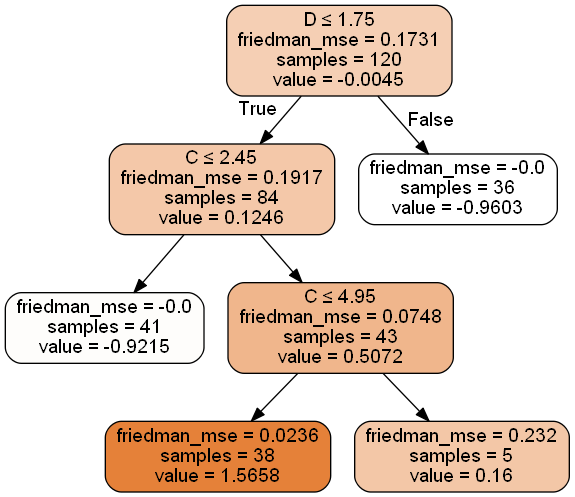 D ≤ 1.75
friedman_mse = 0.1731
samples = 120
value = -0.0045
True
False
C ≤ 2.45
friedman_mse = 0.1917
samples = 84
value = 0.1246
friedman_mse = -0.0
samples = 36
value = -0.9603
friedman_mse = -0.0
samples = 41
value = -0.9215
C ≤ 4.95
friedman_mse = 0.0748
samples = 43
value = 0.5072
friedman_mse = 0.0236
samples = 38
value = 1.5658
friedman_mse = 0.232
samples = 5
value = 0.16